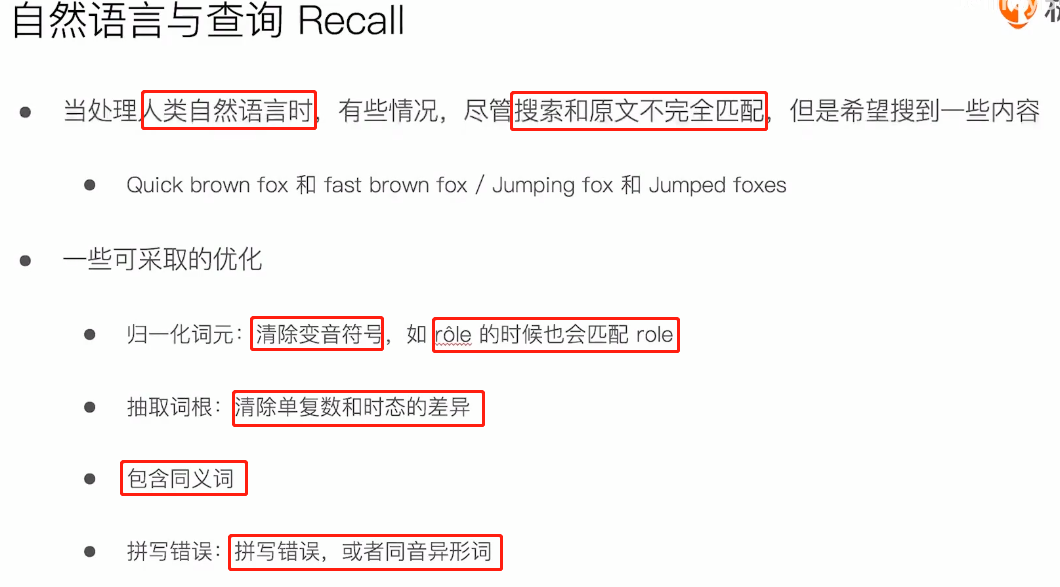 自然语言与查询 Recall
当处理人类自然语言时，有些情况，尽管搜索和原文不完全匹配，但是希望搜到一些内容
Quick brown fox 和 fast brown fox / Jumping fox 和 Jumped foxes
一些可采取的优化
归一化词元：清除变音符号，如 rôle 的时候也会匹配 role
抽取词根：清除单复数和时态的差异
包含同义词
拼写错误：拼写错误，或者同音异形词